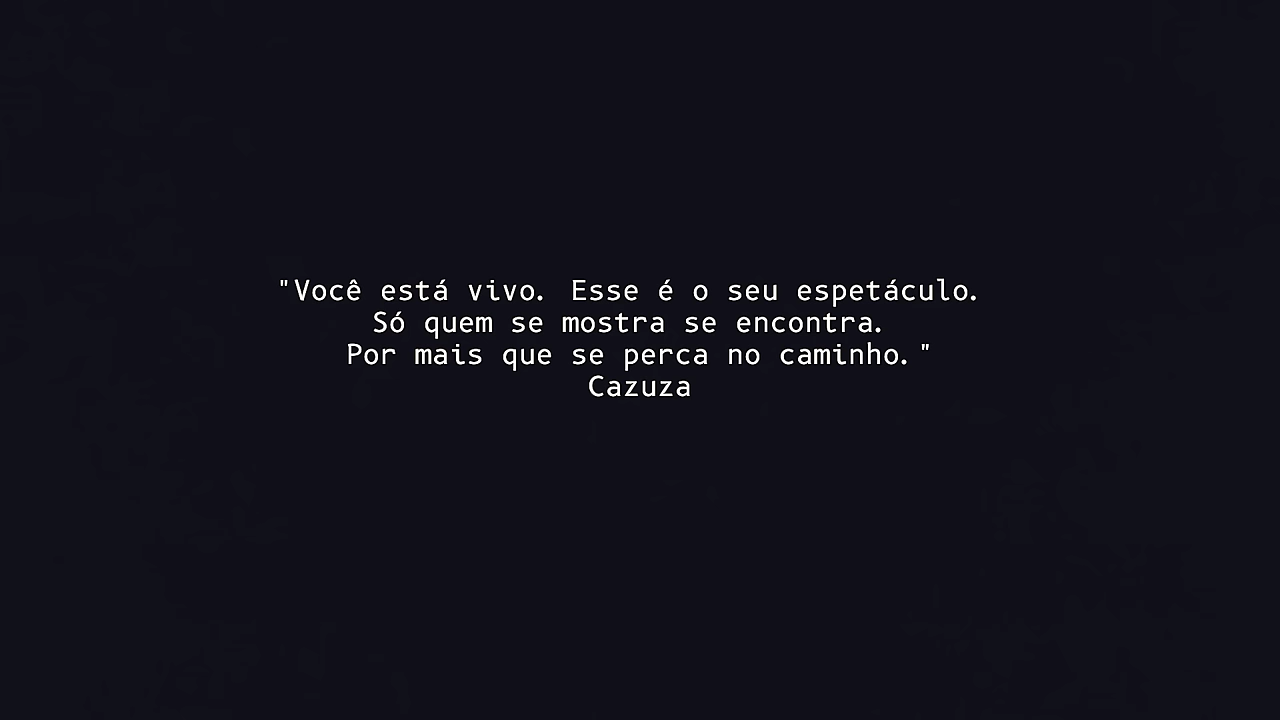 "Você está vivo. Esse é o seu espetáculo.
Só quem se mostra se encontra.
Por mais que se perca no caminho."
Cazuza